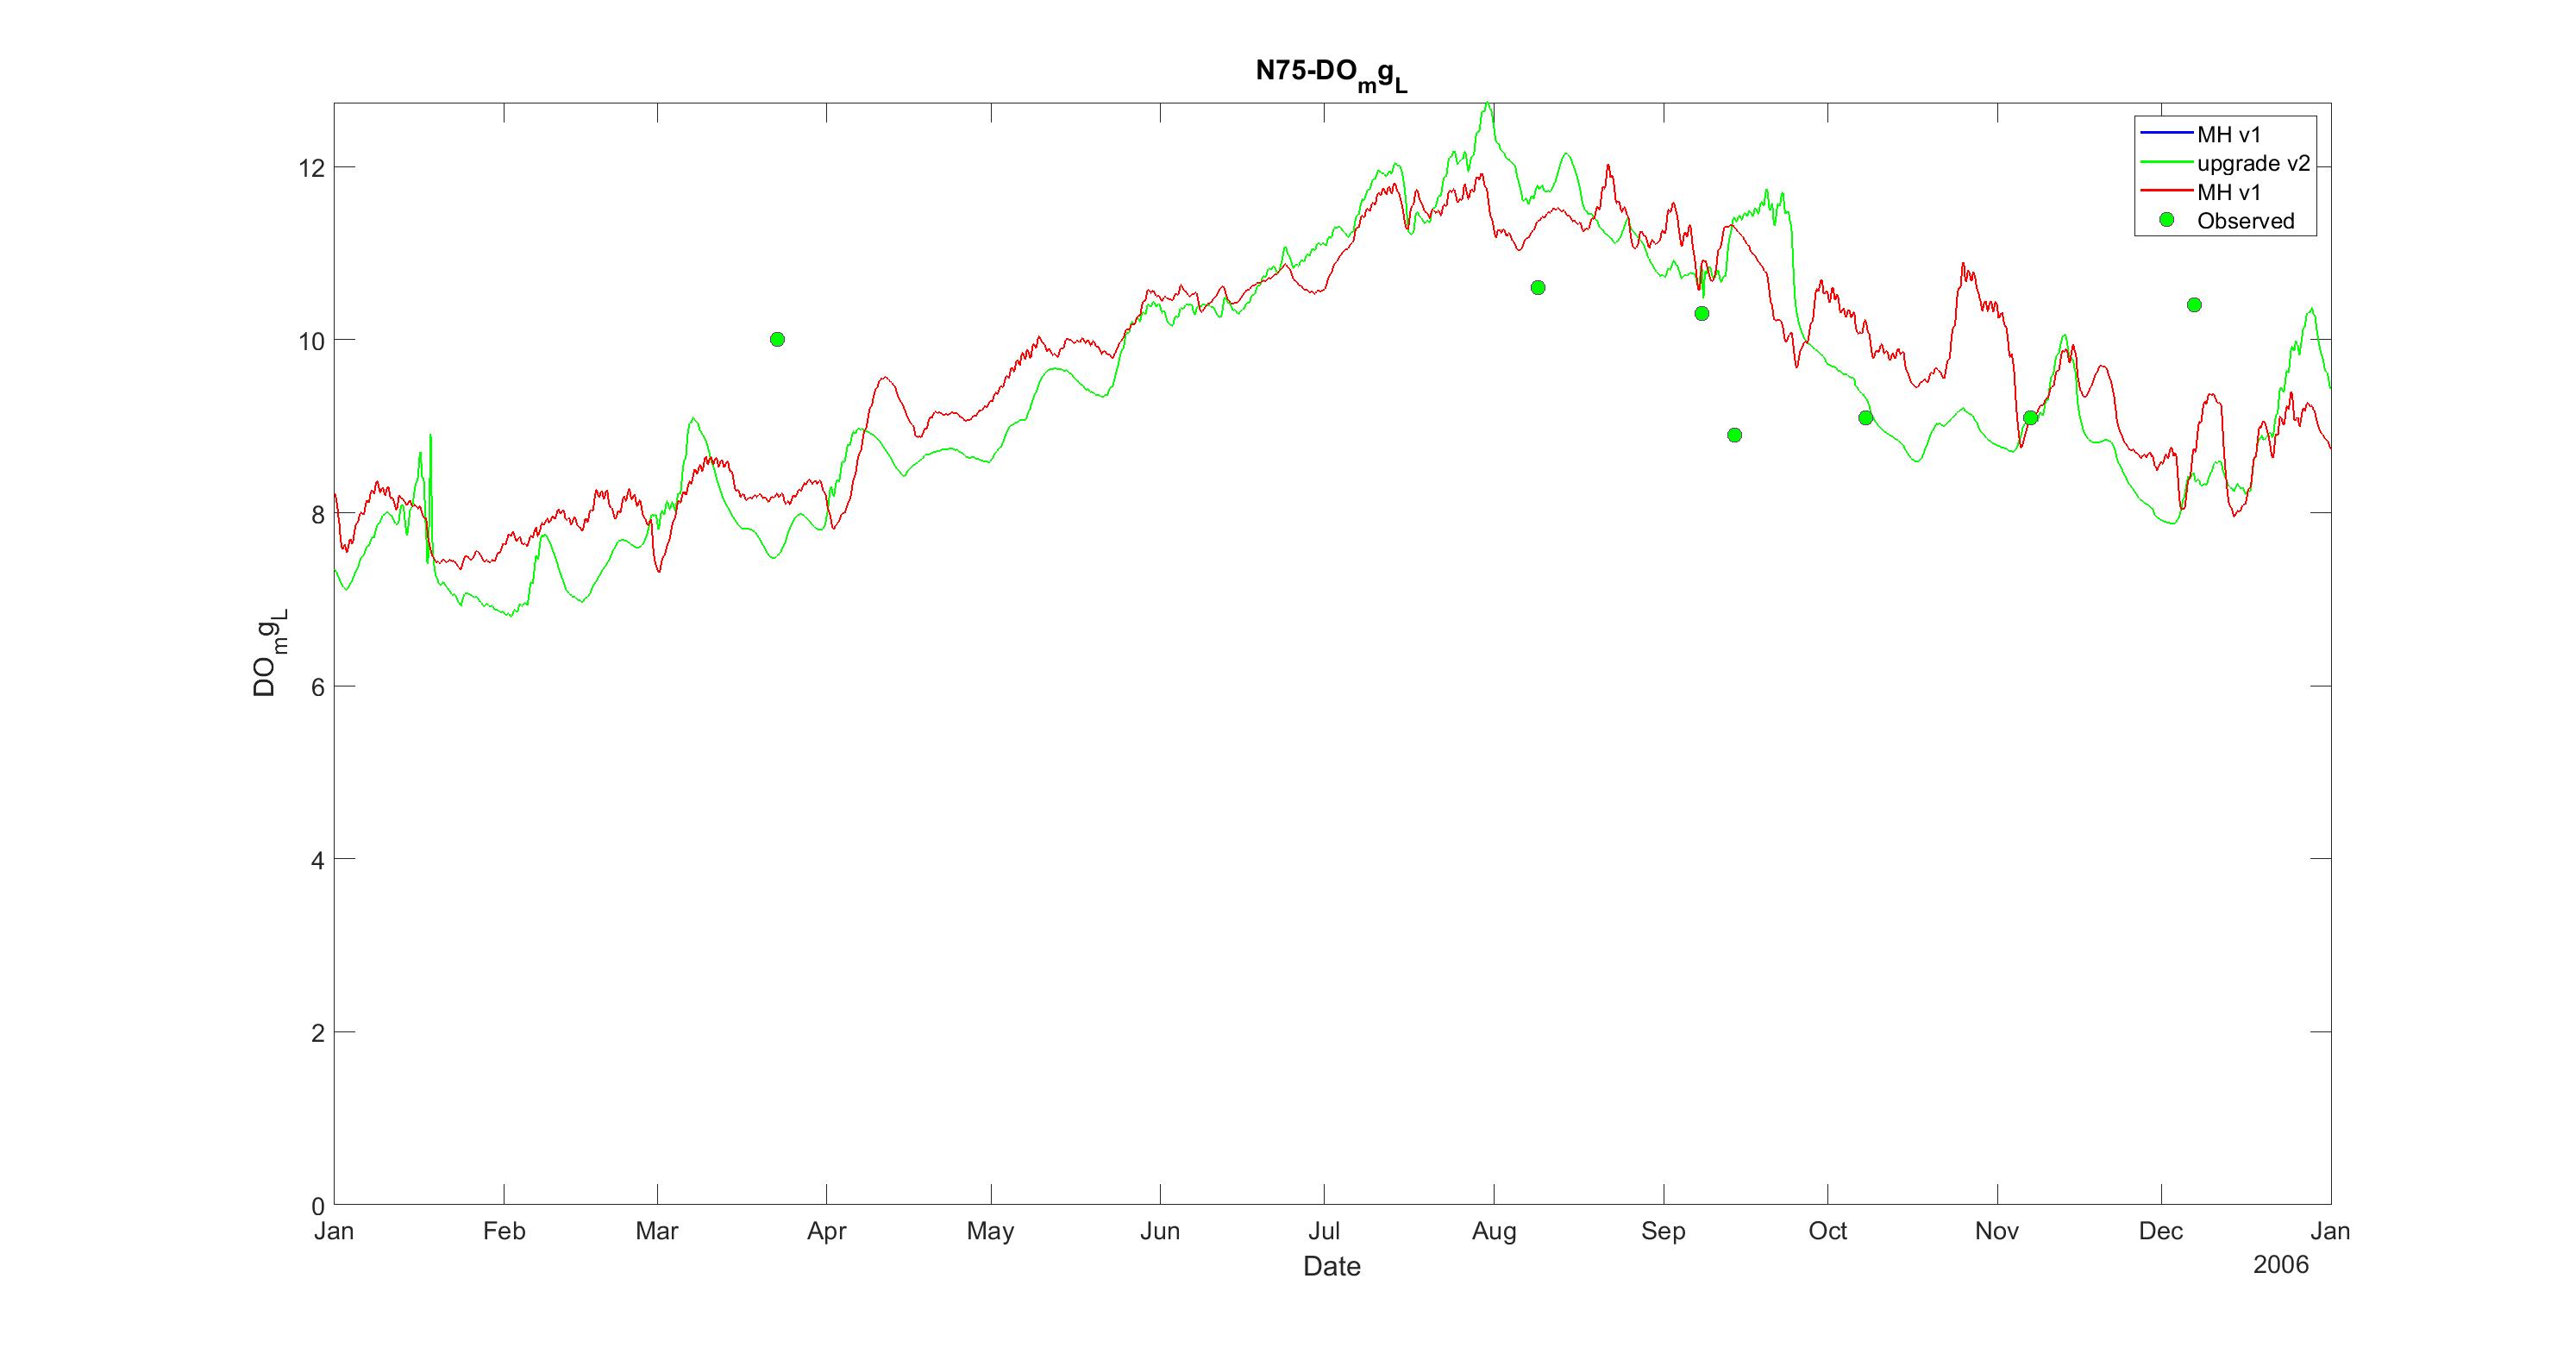 N75-DOmgL
MH v1
upgrade v2
MH v1
Observed
12
10
8
6
4
2
0
DOmgL
Jan Feb Mar Apr May Jun Jul Aug Sep Oct Nov Dec Jan
Date
2006